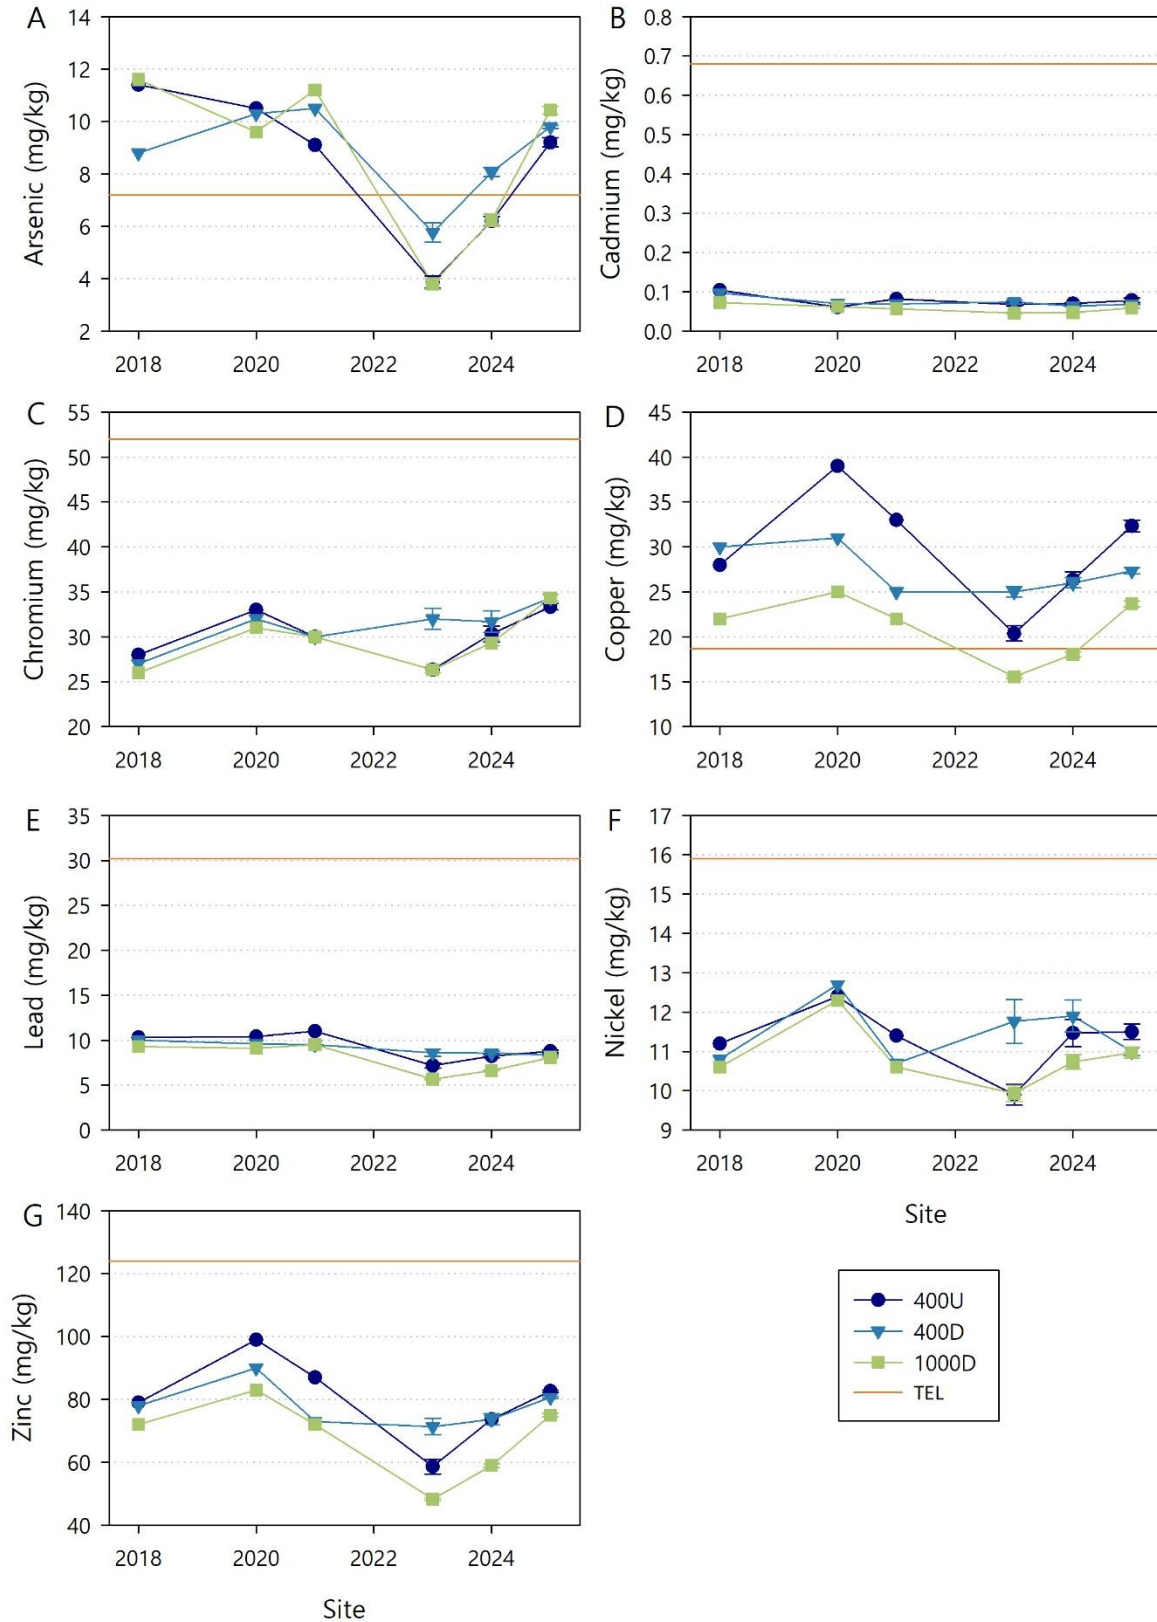 A
Arsenic (mg/kg)
14
12
10
8
6
4
2
2018 2020 2022 2024
B
Cadmium (mg/kg)
0.8
0.7
0.6
0.5
0.4
0.3
0.2
0.1
0.0
2018 2020 2022 2024
C
Chromium (mg/kg)
55
50
45
40
35
30
25
20
2018 2020 2022 2024
D
Copper (mg/kg)
45
40
35
30
25
20
15
10
2018 2020 2022 2024
E
Lead (mg/kg)
35
30
25
20
15
10
5
0
2018 2020 2022 2024
F
Nickel (mg/kg)
17
16
15
14
13
12
11
10
9
2018 2020 2022 2024
Site
G
Zinc (mg/kg)
140
120
100
80
60
40
2018 2020 2022 2024
Site
400U
400D
1000D
TEL